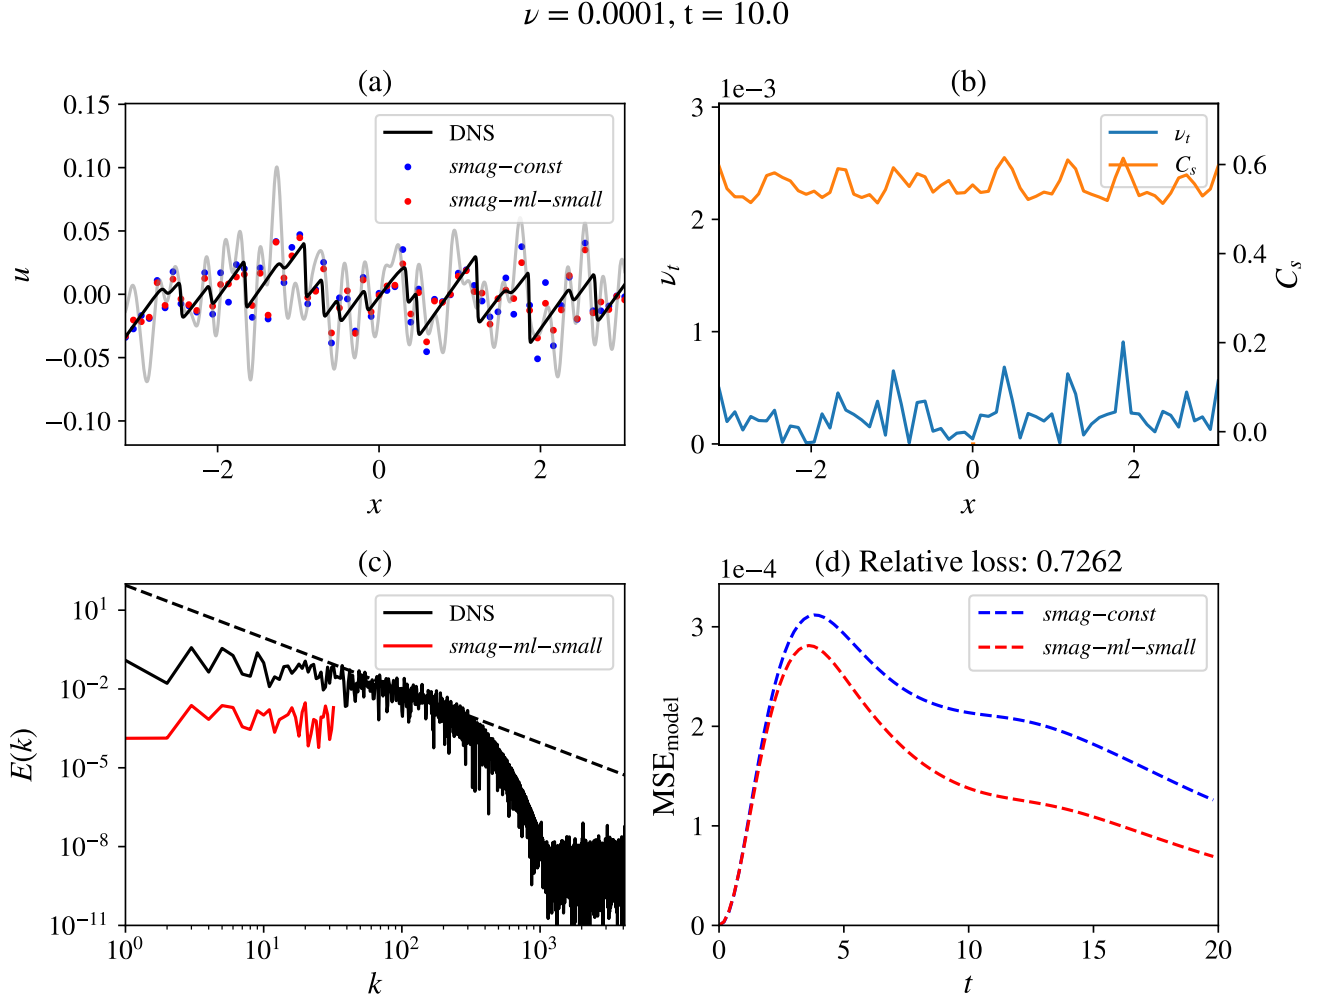 ν = 0.0001, t = 10.0
(a)
0.15
0.10
0.05
0.00
−0.05
−0.10
u
DNS
smag−const
smag−ml−small
−2
0
2
x
(b)
1e−3
3
2
1
0
ν_t
ν_t
C_s
0.6
0.4
0.2
0.0
C_s
−2
0
2
x
(c)
10^1
10^−2
10^−5
10^−8
10^−11
E(k)
DNS
smag−ml−small
10^0
10^1
10^2
10^3
k
(d) Relative loss: 0.7262
1e−4
3
2
1
0
MSE_model
smag−const
smag−ml−small
0
5
10
15
20
t